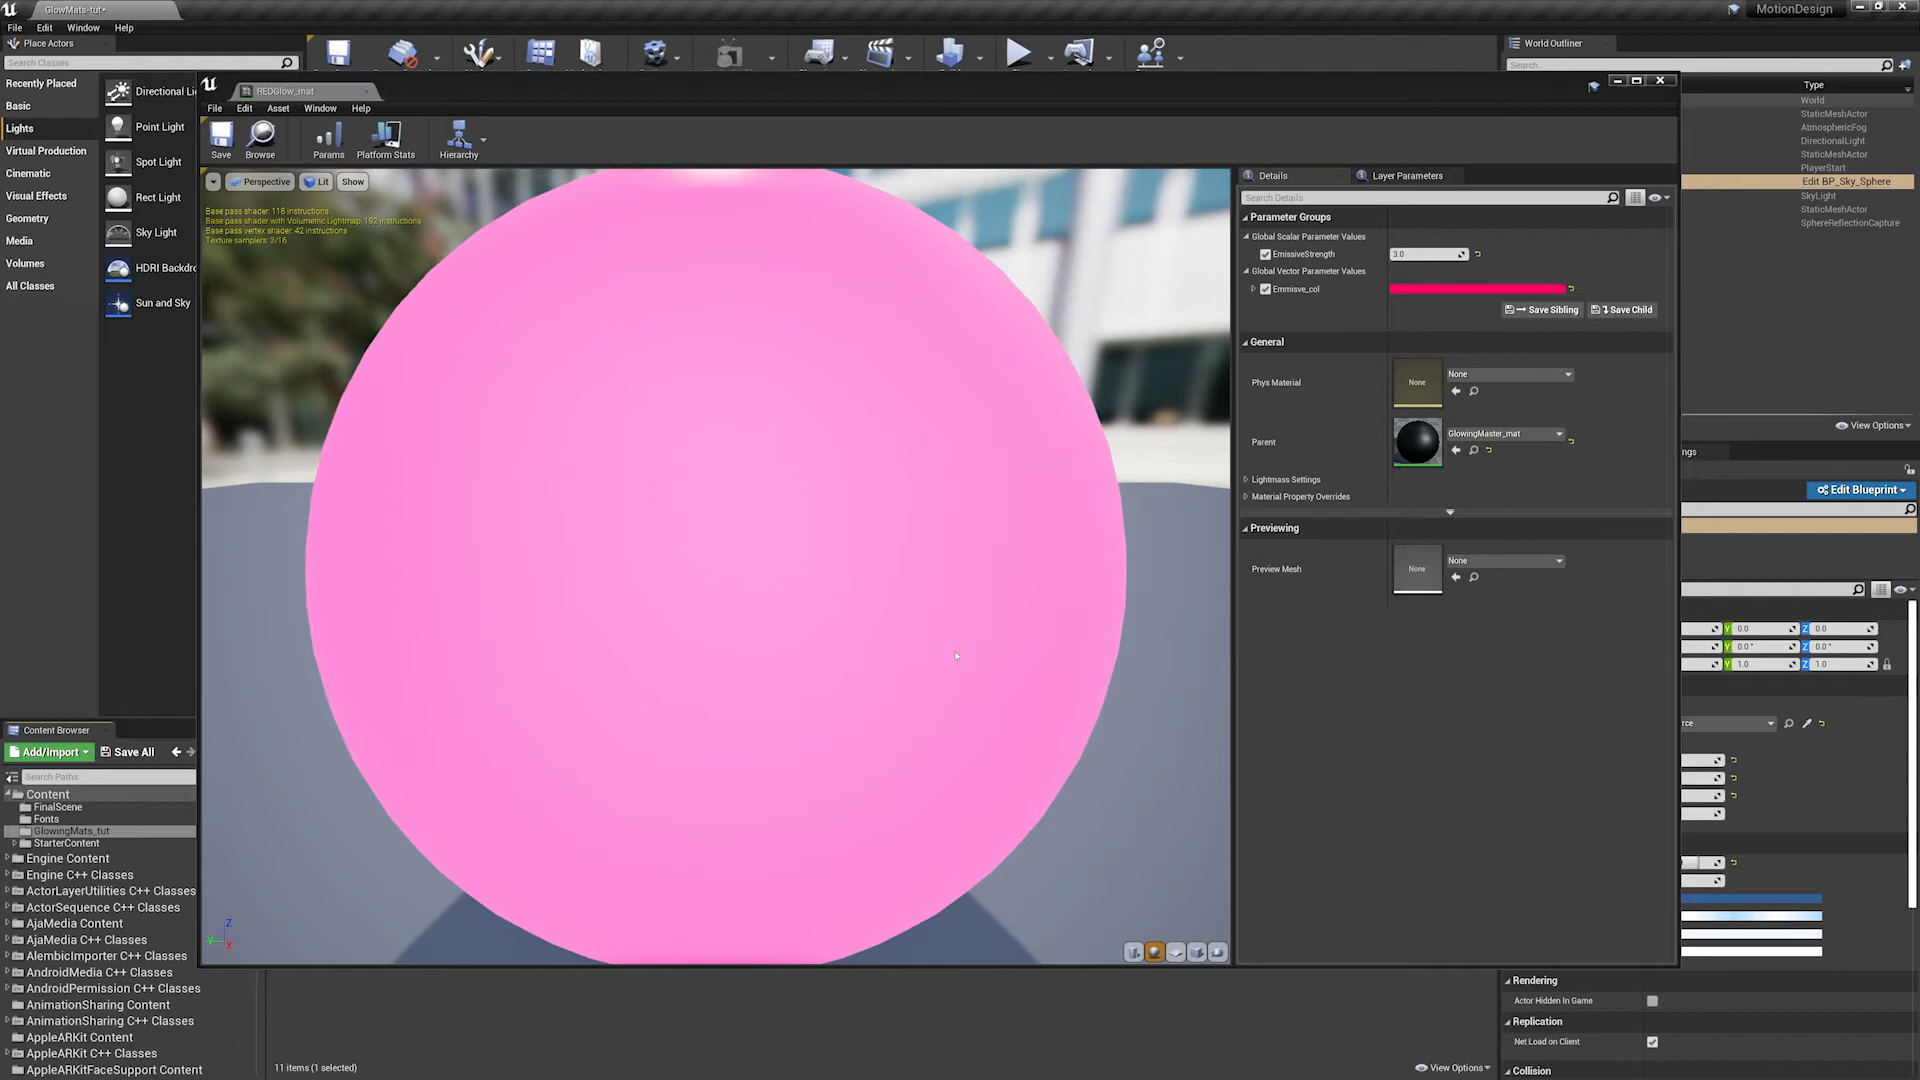 GlowMats-tut*
MotionDesign
File Edit Window Help
Place Actors
Search Classes
Recently Placed
Basic
Lights
Virtual Production
Cinematic
Visual Effects
Geometry
Media
Volumes
All Classes
Directional Li
Point Light
Spot Light
Rect Light
Sky Light
HDRI Backdro
Sun and Sky
REDGlow_mat
File Edit Asset Window Help
Save
Browse
Params
Platform Stats
Hierarchy
Perspective
Lit
Show
Base pass shader: 118 instructions
Base pass shader with Volumetric Lightmap: 192 instructions
Base pass vertex shader: 42 instructions
Texture samplers: 3/16
Z
Y
X
Details
Layer Parameters
Search Details
Parameter Groups
Global Scalar Parameter Values
EmissiveStrength
3.0
Global Vector Parameter Values
Emmisve_col
Save Sibling
Save Child
General
Phys Material
None
None
Parent
GlowingMaster_mat
Lightmass Settings
Material Property Overrides
Previewing
Preview Mesh
None
None
World Outliner
Search...
Type
World
StaticMeshActor
AtmosphericFog
DirectionalLight
StaticMeshActor
PlayerStart
Edit BP_Sky_Sphere
SkyLight
StaticMeshActor
SphereReflectionCapture
View Options
ngs
Edit Blueprint
Y 0.0 Z 0.0
Y 0.0° Z 0.0°
Y 1.0 Z 1.0
rce
Rendering
Actor Hidden In Game
Replication
Net Load on Client
Collision
Content Browser
Add/Import
Save All
Search Paths
Content
FinalScene
Fonts
GlowingMats_tut
StarterContent
Engine Content
Engine C++ Classes
ActorLayerUtilities C++ Classes
ActorSequence C++ Classes
AjaMedia Content
AjaMedia C++ Classes
AlembicImporter C++ Classes
AndroidMedia C++ Classes
AndroidPermission C++ Classes
AnimationSharing Content
AnimationSharing C++ Classes
AppleARKit Content
AppleARKit C++ Classes
AppleARKitFaceSupport Content
11 items (1 selected)
View Options